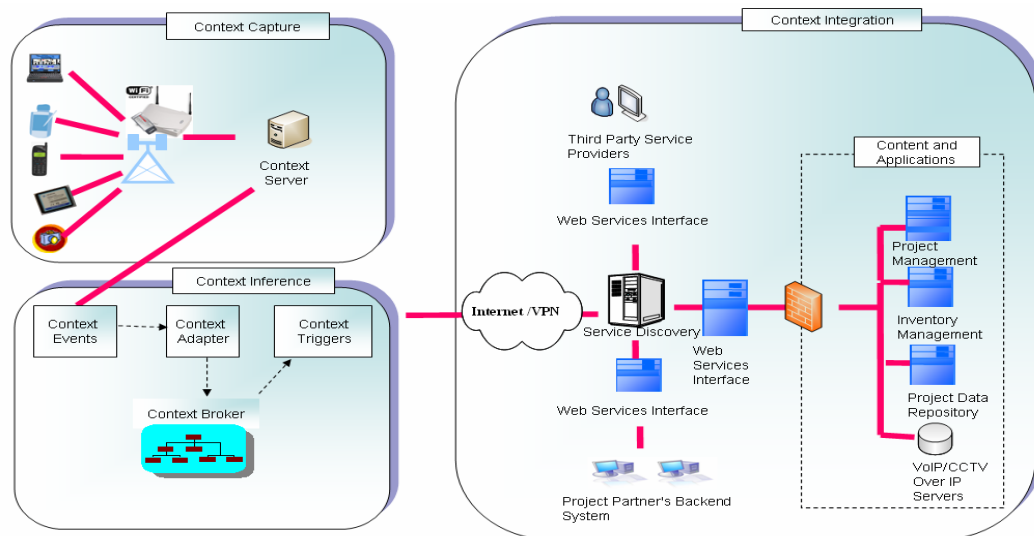 Context Capture
WiFi
CERTIFIED
Context
Server
Context Inference
Context
Events
Context
Adapter
Context
Triggers
Context Broker
Context Integration
Third Party Service
Providers
Web Services Interface
Internet /VPN
Service Discovery
Web
Services
Interface
Web Services Interface
Project Partner's Backend
System
Content and
Applications
Project
Management
Inventory
Management
Project Data
Repository
VoIP/CCTV
Over IP
Servers